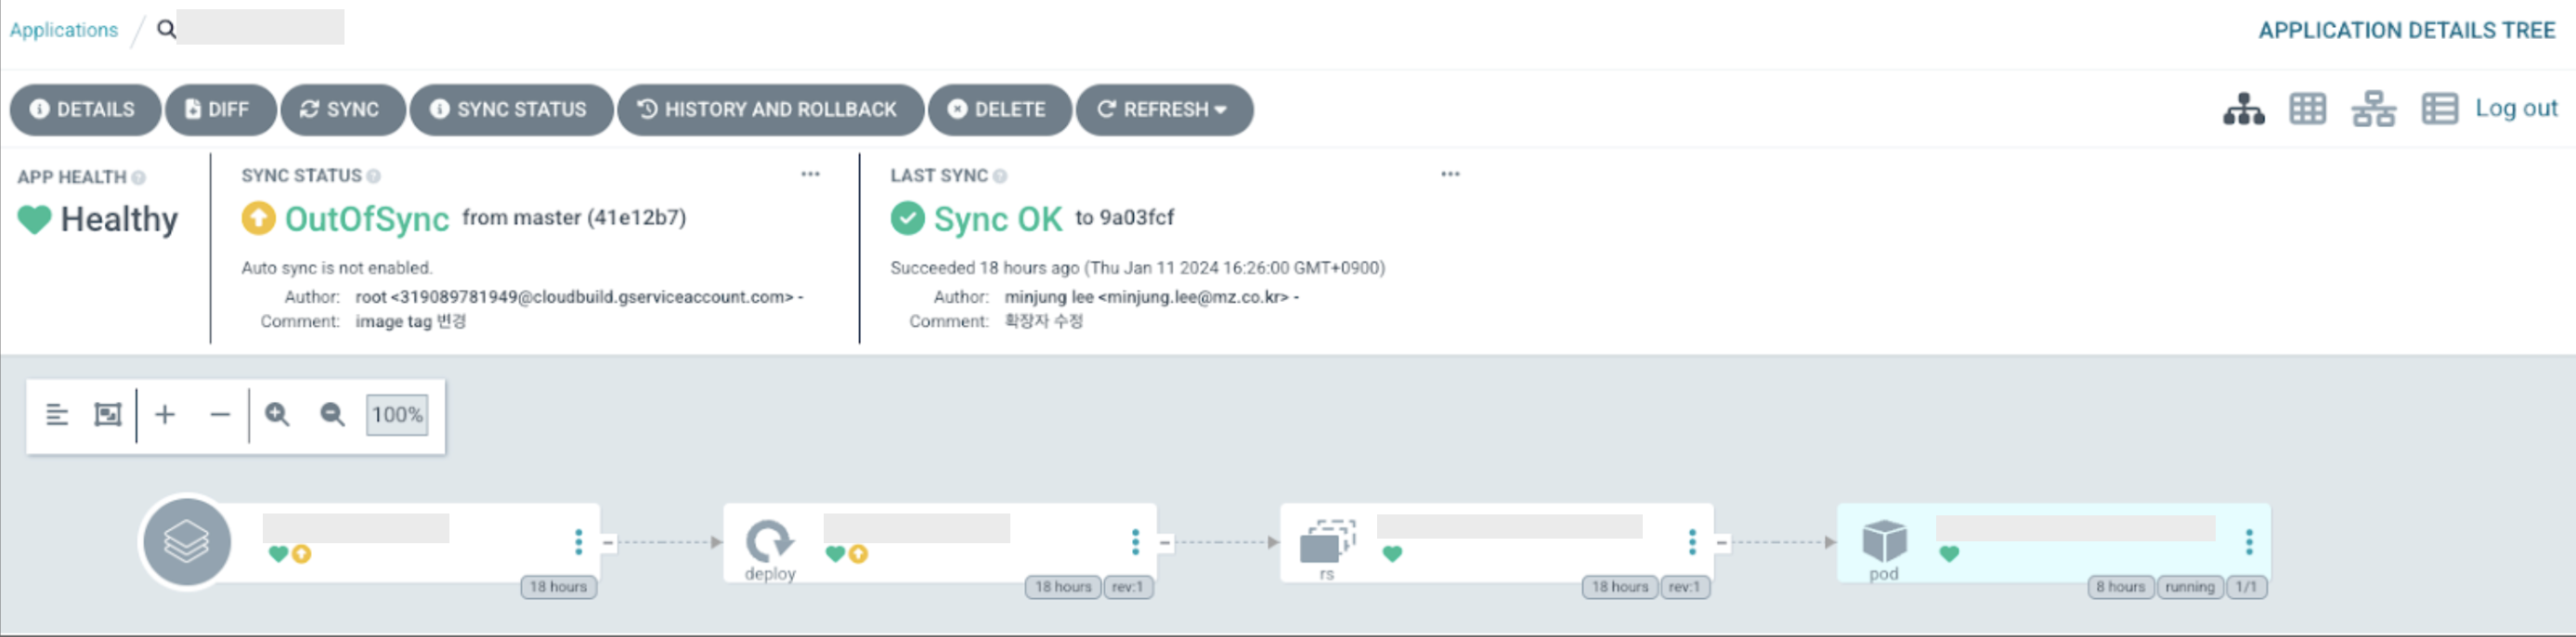 Applications /
APPLICATION DETAILS TREE
DETAILS DIFF SYNC SYNC STATUS HISTORY AND ROLLBACK DELETE REFRESH Log out
APP HEALTH
Healthy
SYNC STATUS ...
OutOfSync from master (41e12b7)
Auto sync is not enabled.
Author: root <319089781949@cloudbuild.gserviceaccount.com> -
Comment: image tag 변경
LAST SYNC ...
Sync OK to 9a03fcf
Succeeded 18 hours ago (Thu Jan 11 2024 16:26:00 GMT+0900)
Author: minjung lee <minjung.lee@mz.co.kr> -
Comment: 확장자 수정
100%
18 hours
deploy
18 hours rev:1
rs
18 hours rev:1
pod
8 hours running 1/1